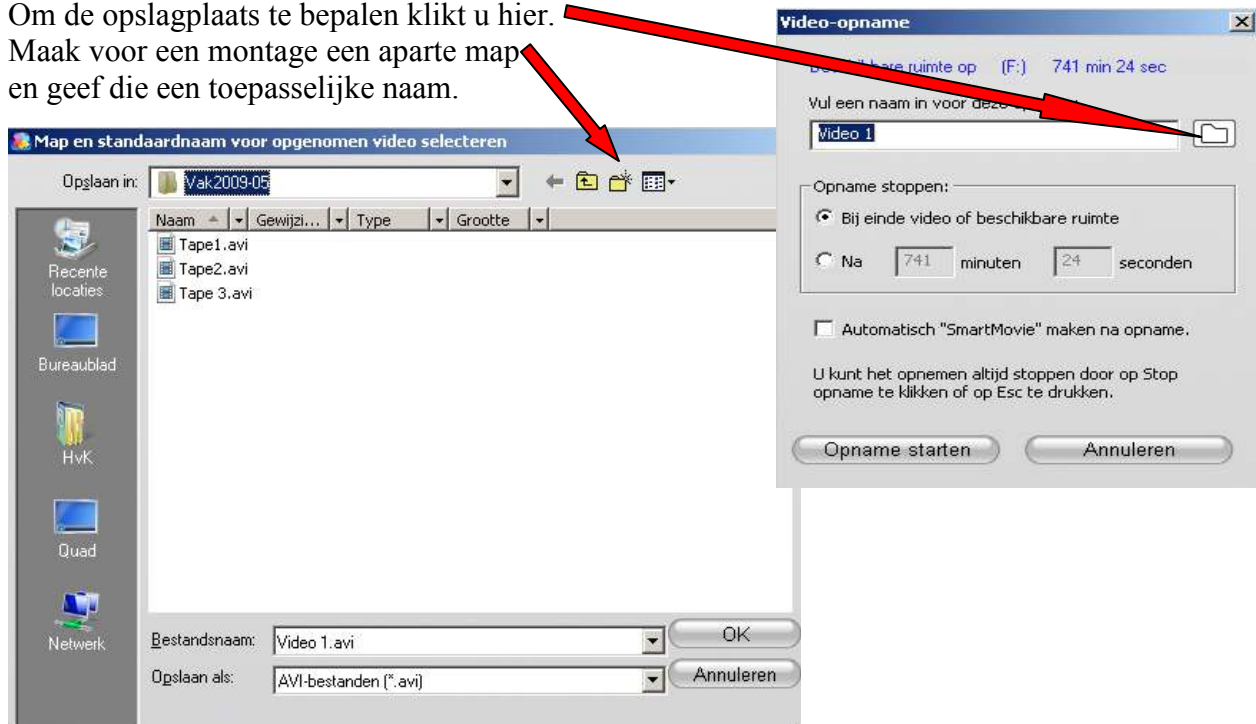 Om de opslagplaats te bepalen klikt u hier.
Maak voor een montage een aparte map
en geef die een toepasselijke naam.
Map en standaardnaam voor opgenomen video selecteren
Opslaan in:
Vak2009-05
Naam Gewijzi... Type Grootte
Tape1.avi
Tape2.avi
Tape 3.avi
Recente
locaties
Bureaublad
HvK
Quad
Netwerk
Bestandsnaam: Video 1.avi
OK
Opslaan als: AVI-bestanden (*.avi)
Annuleren
Video-opname
ruimte op (F:) 741 min 24 sec
Vul een naam in voor deze
Video 1
Opname stoppen:
Bij einde video of beschikbare ruimte
Na 741 minuten 24 seconden
Automatisch "SmartMovie" maken na opname.
U kunt het opnemen altijd stoppen door op Stop
opname te klikken of op Esc te drukken.
Opname starten Annuleren